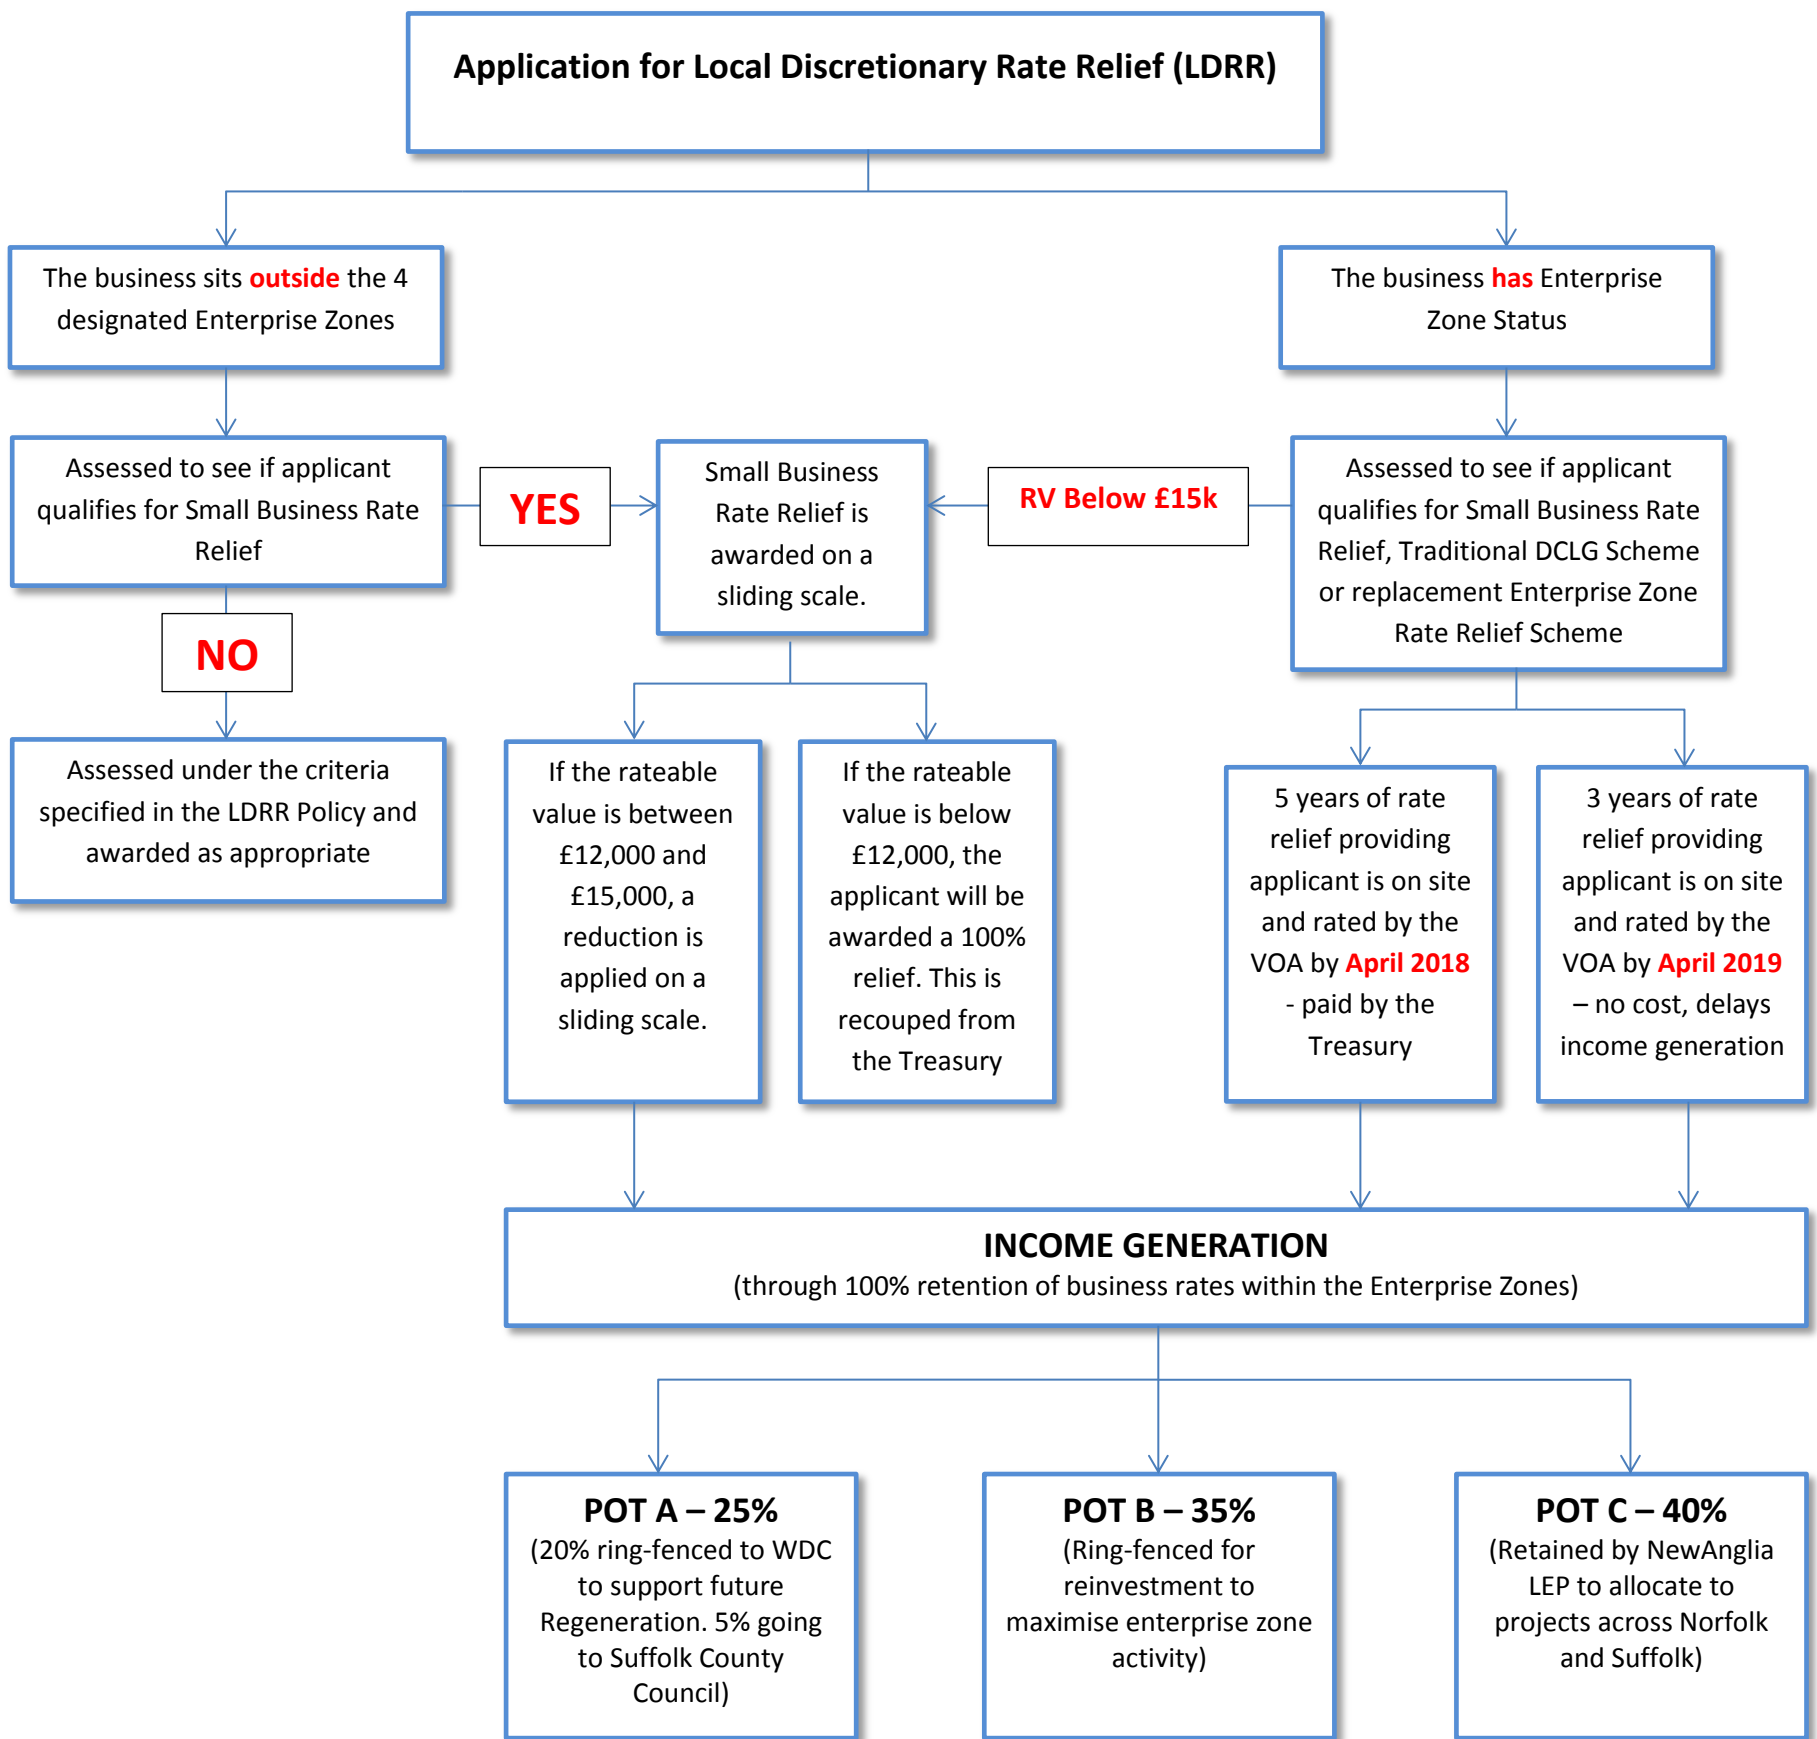 Application for Local Discretionary Rate Relief (LDRR)
The business sits outside the 4
designated Enterprise Zones
The business has Enterprise
Zone Status
Assessed to see if applicant
qualifies for Small Business Rate
Relief
YES
Small Business
Rate Relief is
awarded on a
sliding scale.
RV Below £15k
Assessed to see if applicant
qualifies for Small Business Rate
Relief, Traditional DCLG Scheme
or replacement Enterprise Zone
Rate Relief Scheme
NO
Assessed under the criteria
specified in the LDRR Policy and
awarded as appropriate
If the rateable
value is between
£12,000 and
£15,000, a
reduction is
applied on a
sliding scale.
If the rateable
value is below
£12,000, the
applicant will be
awarded a 100%
relief. This is
recouped from
the Treasury
5 years of rate
relief providing
applicant is on site
and rated by the
VOA by April 2018
- paid by the
Treasury
3 years of rate
relief providing
applicant is on site
and rated by the
VOA by April 2019
– no cost, delays
income generation
INCOME GENERATION
(through 100% retention of business rates within the Enterprise Zones)
POT A – 25%
(20% ring-fenced to WDC
to support future
Regeneration. 5% going
to Suffolk County
Council)
POT B – 35%
(Ring-fenced for
reinvestment to
maximise enterprise zone
activity)
POT C – 40%
(Retained by NewAnglia
LEP to allocate to
projects across Norfolk
and Suffolk)